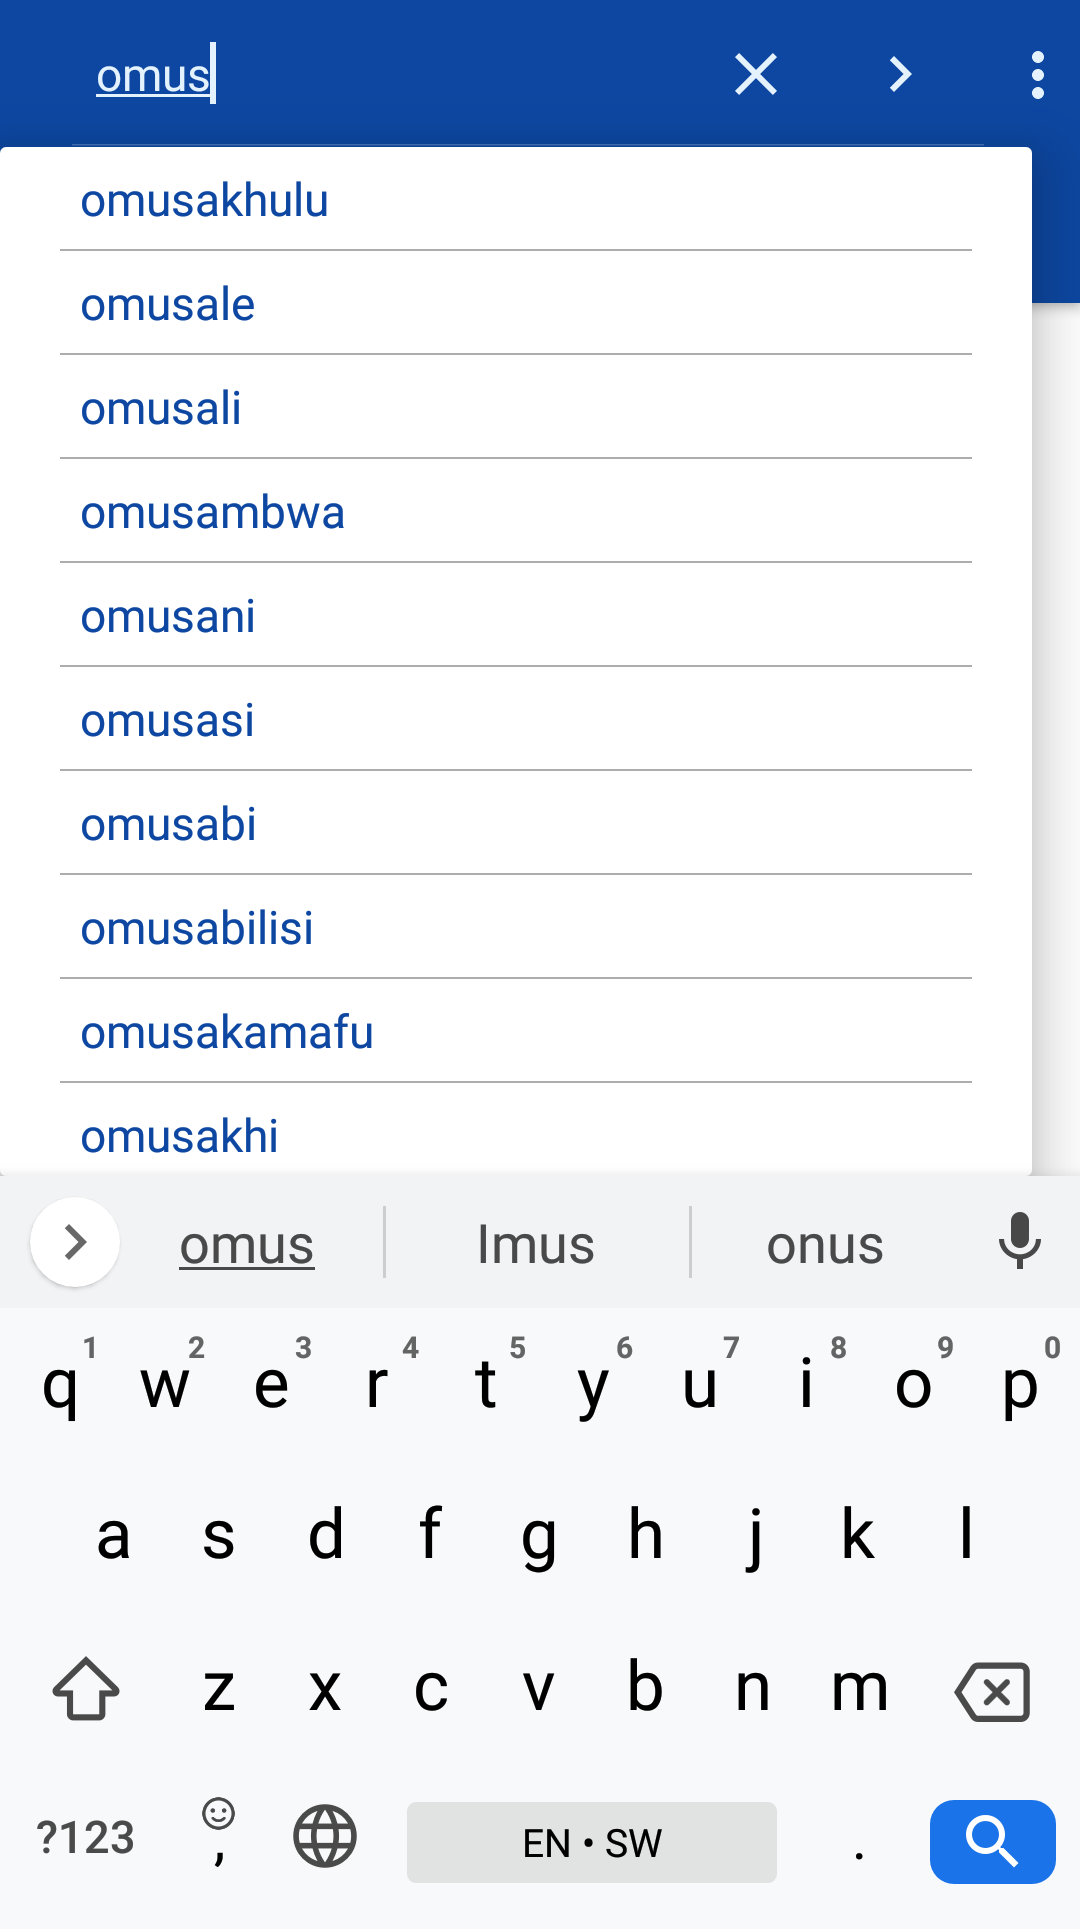 omus
omusakhulu
omusale
omusali
omusambwa
omusani
omusasi
omusabi
omusabilisi
omusakamafu
omusakhi
omus lmus onus
1 2 3 4 5 6 7 8 9 0
q w e r t y u i o p
a s d f g h j k l
z x c v b n m
?123 , EN • SW .